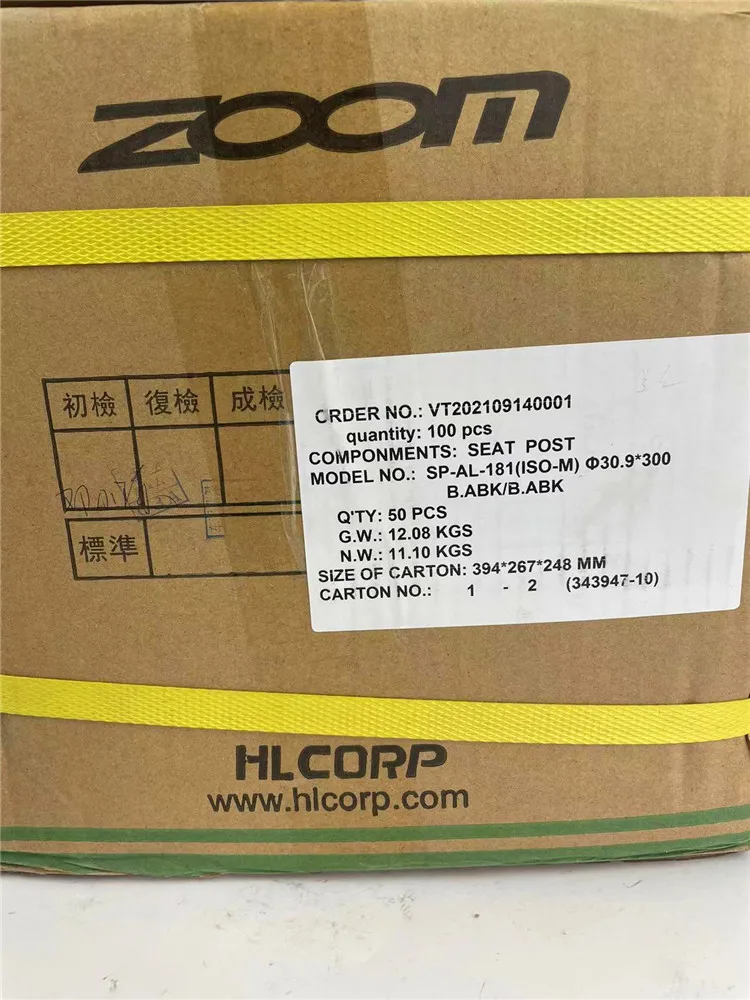 ZOOM
初檢 復檢 成檢
標準
ORDER NO.: VT202109140001
quantity: 100 pcs
COMPONMENTS: SEAT POST
MODEL NO.: SP-AL-181(ISO-M) Φ30.9*300
B.ABK/B.ABK
Q'TY: 50 PCS
G.W.: 12.08 KGS
N.W.: 11.10 KGS
SIZE OF CARTON: 394*267*248 MM
CARTON NO.: 1 - 2 (343947-10)
HLCORP
www.hlcorp.com